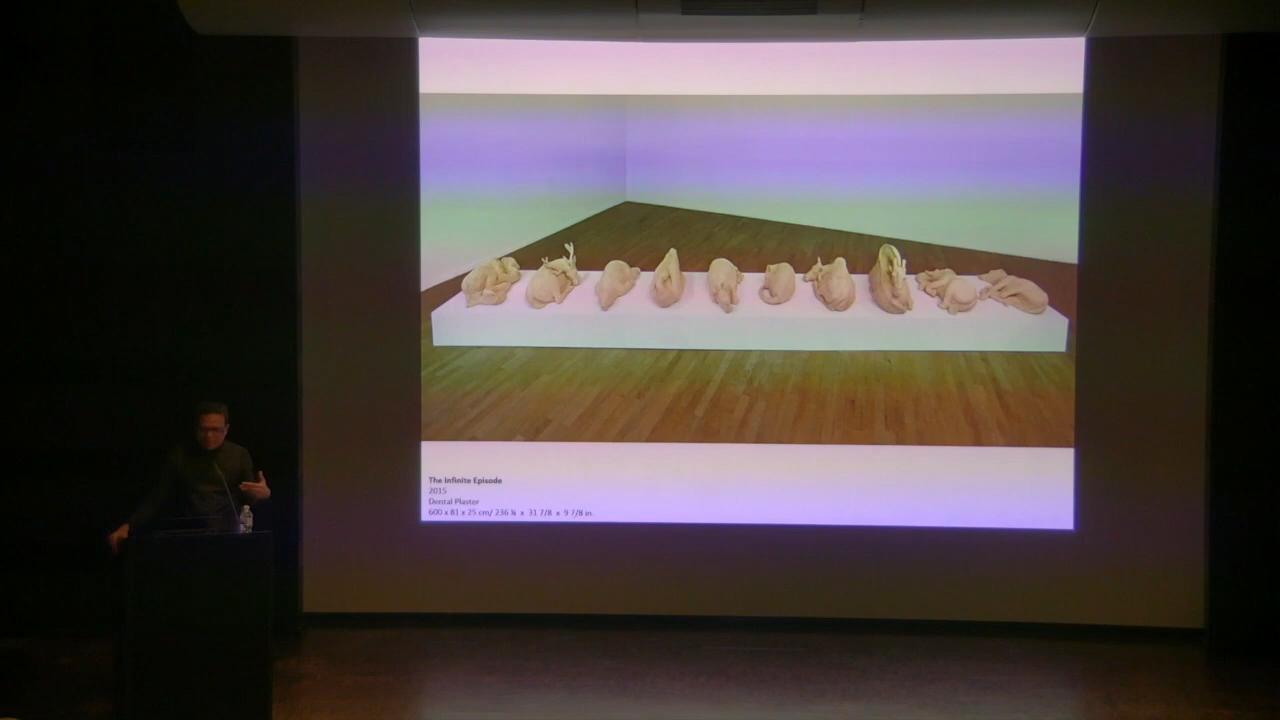 The Infinite Episode
2015
Dental Plaster
600 x 81 x 25 cm/ 236 ¼ x 31 7/8 x 9 7/8 in.